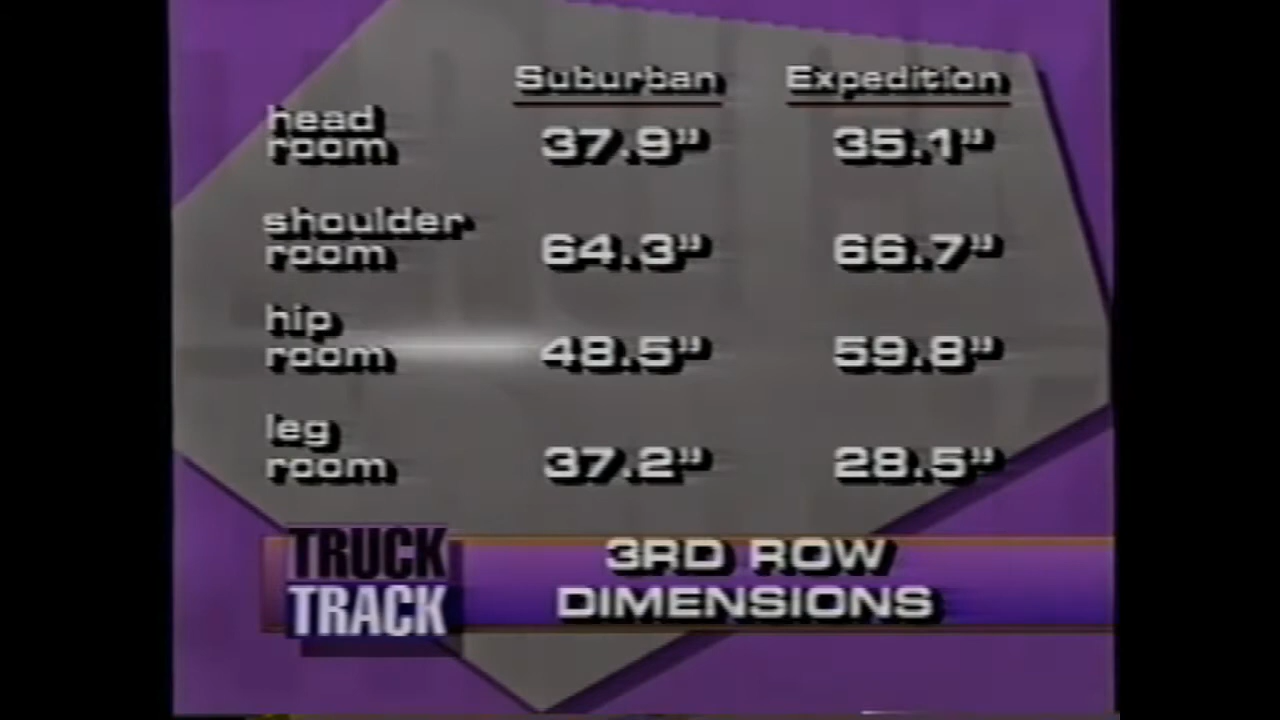 Suburban Expedition
head
room 37.9" 35.1"
shoulder
room 64.3" 66.7"
hip
room 48.5" 59.8"
leg
room 37.2" 28.5"
TRUCK
TRACK
3RD ROW
DIMENSIONS